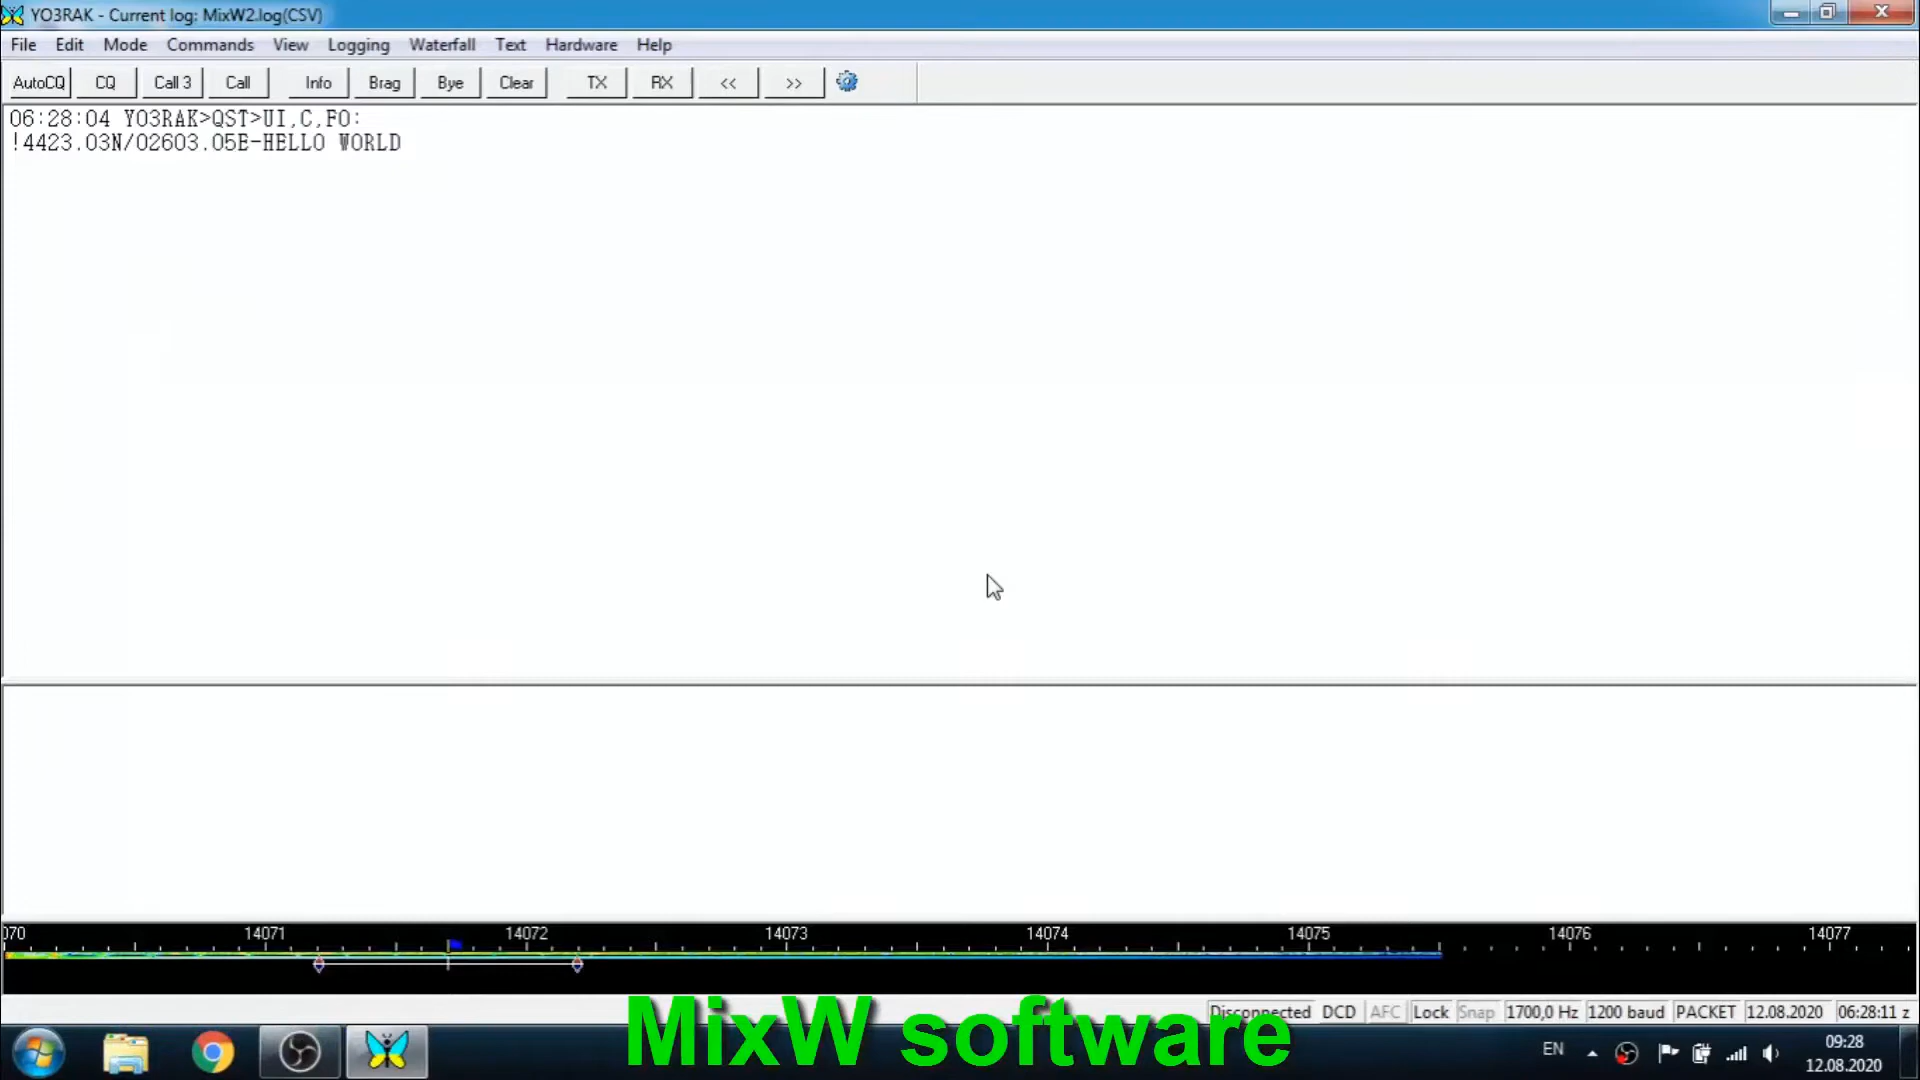 YO3RAK - Current log: MixW2.log(CSV)
File Edit Mode Commands View Logging Waterfall Text Hardware Help
AutoCQ CQ Call 3 Call Info Brag Bye Clear TX RX << >>
06:28:04 YO3RAK>QST>UI,C,F0:
!4423.03N/02603.05E-HELLO WORLD
070 14071 14072 14073 14074 14075 14076 14077
Disconnected DCD AFC Lock Snap 1700,0 Hz 1200 baud PACKET 12.08.2020 06:28:11 z
MixW software
EN
09:28
12.08.2020